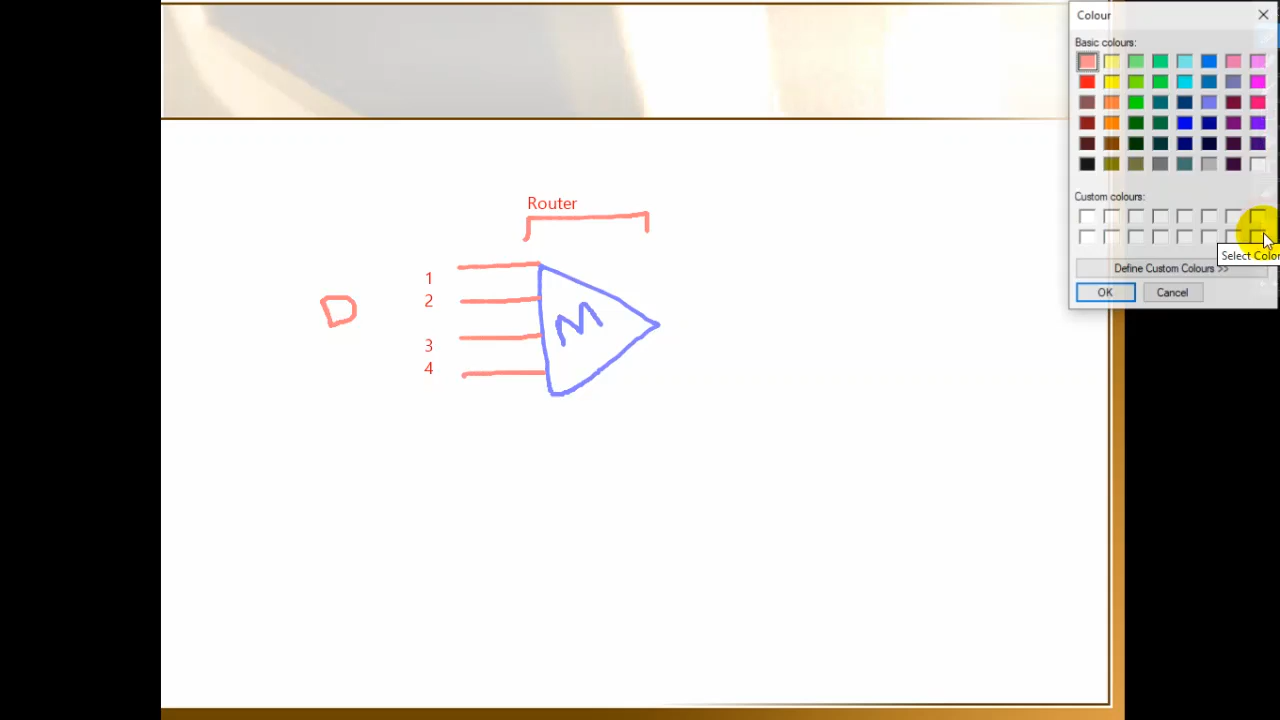 Colour
Basic colours:
Custom colours:
Select Color
Define Custom Colours >>
OK
Cancel
Router
1
2
3
4
D
M